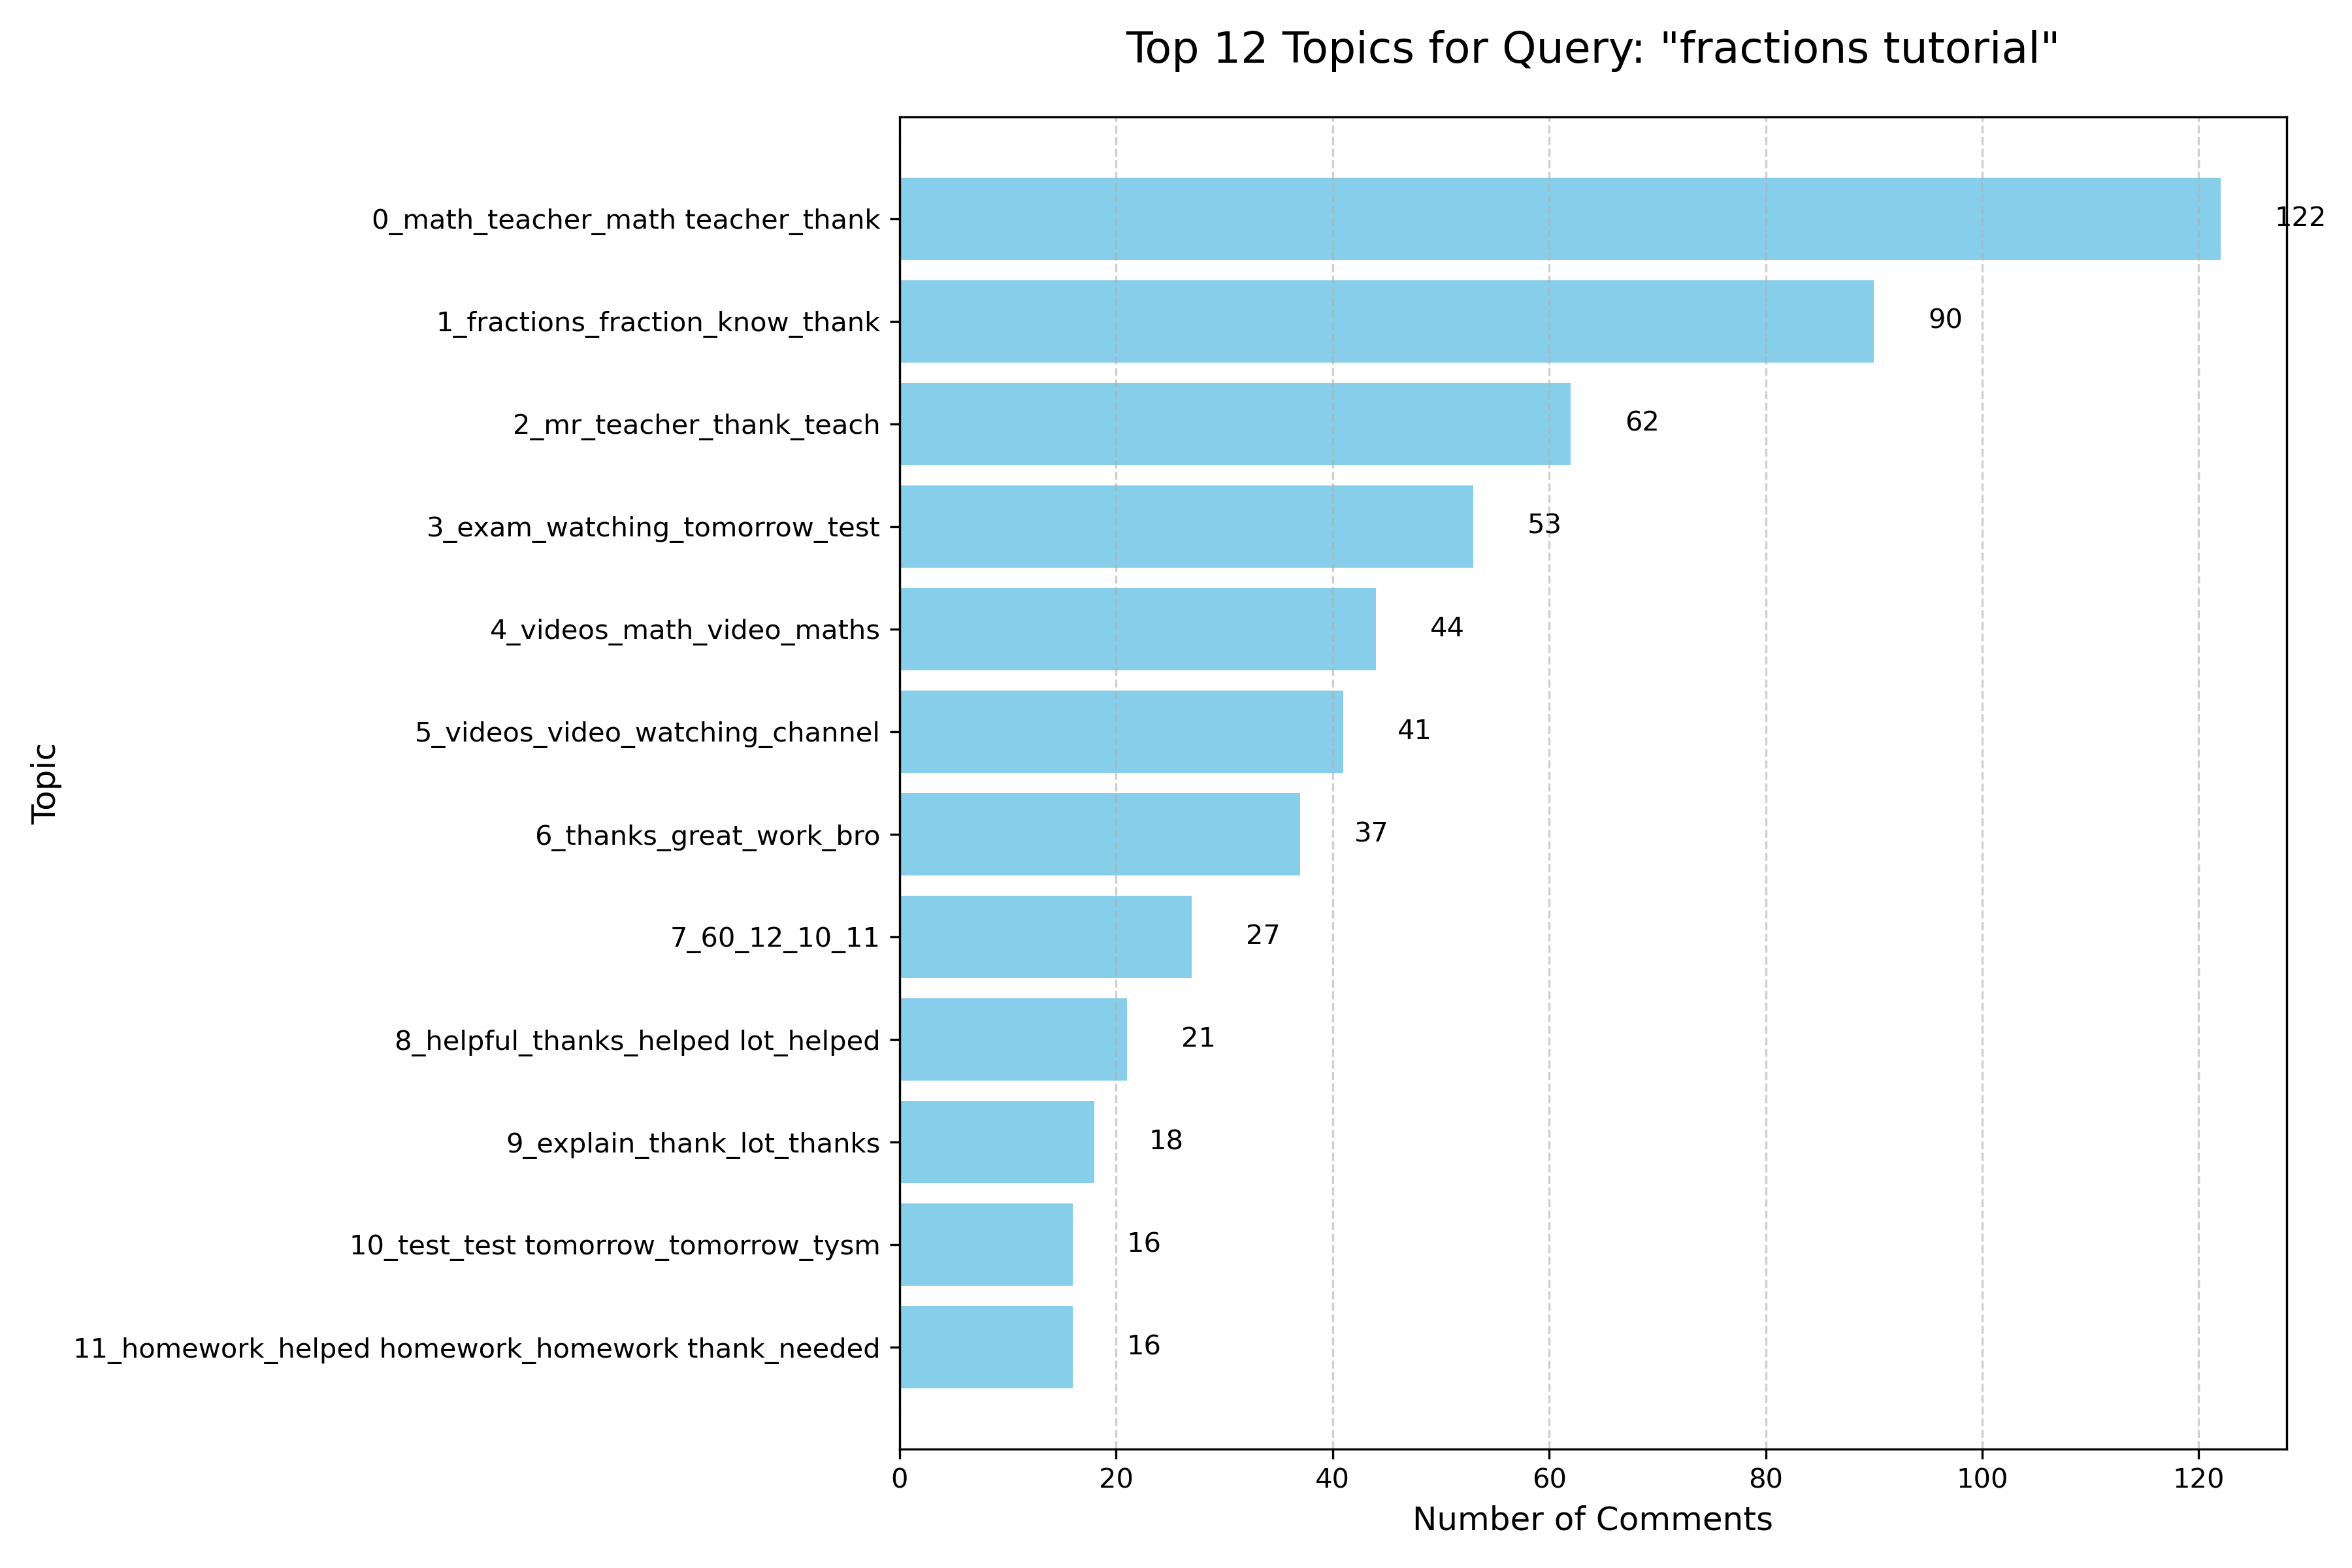 Top 12 Topics for Query: "fractions tutorial"
0_math_teacher_math teacher_thank 122
1_fractions_fraction_know_thank 90
2_mr_teacher_thank_teach 62
3_exam_watching_tomorrow_test 53
4_videos_math_video_maths 44
5_videos_video_watching_channel 41
6_thanks_great_work_bro 37
7_60_12_10_11 27
8_helpful_thanks_helped lot_helped 21
9_explain_thank_lot_thanks 18
10_test_test tomorrow_tomorrow_tysm 16
11_homework_helped homework_homework thank_needed 16
Topic
0 20 40 60 80 100 120
Number of Comments